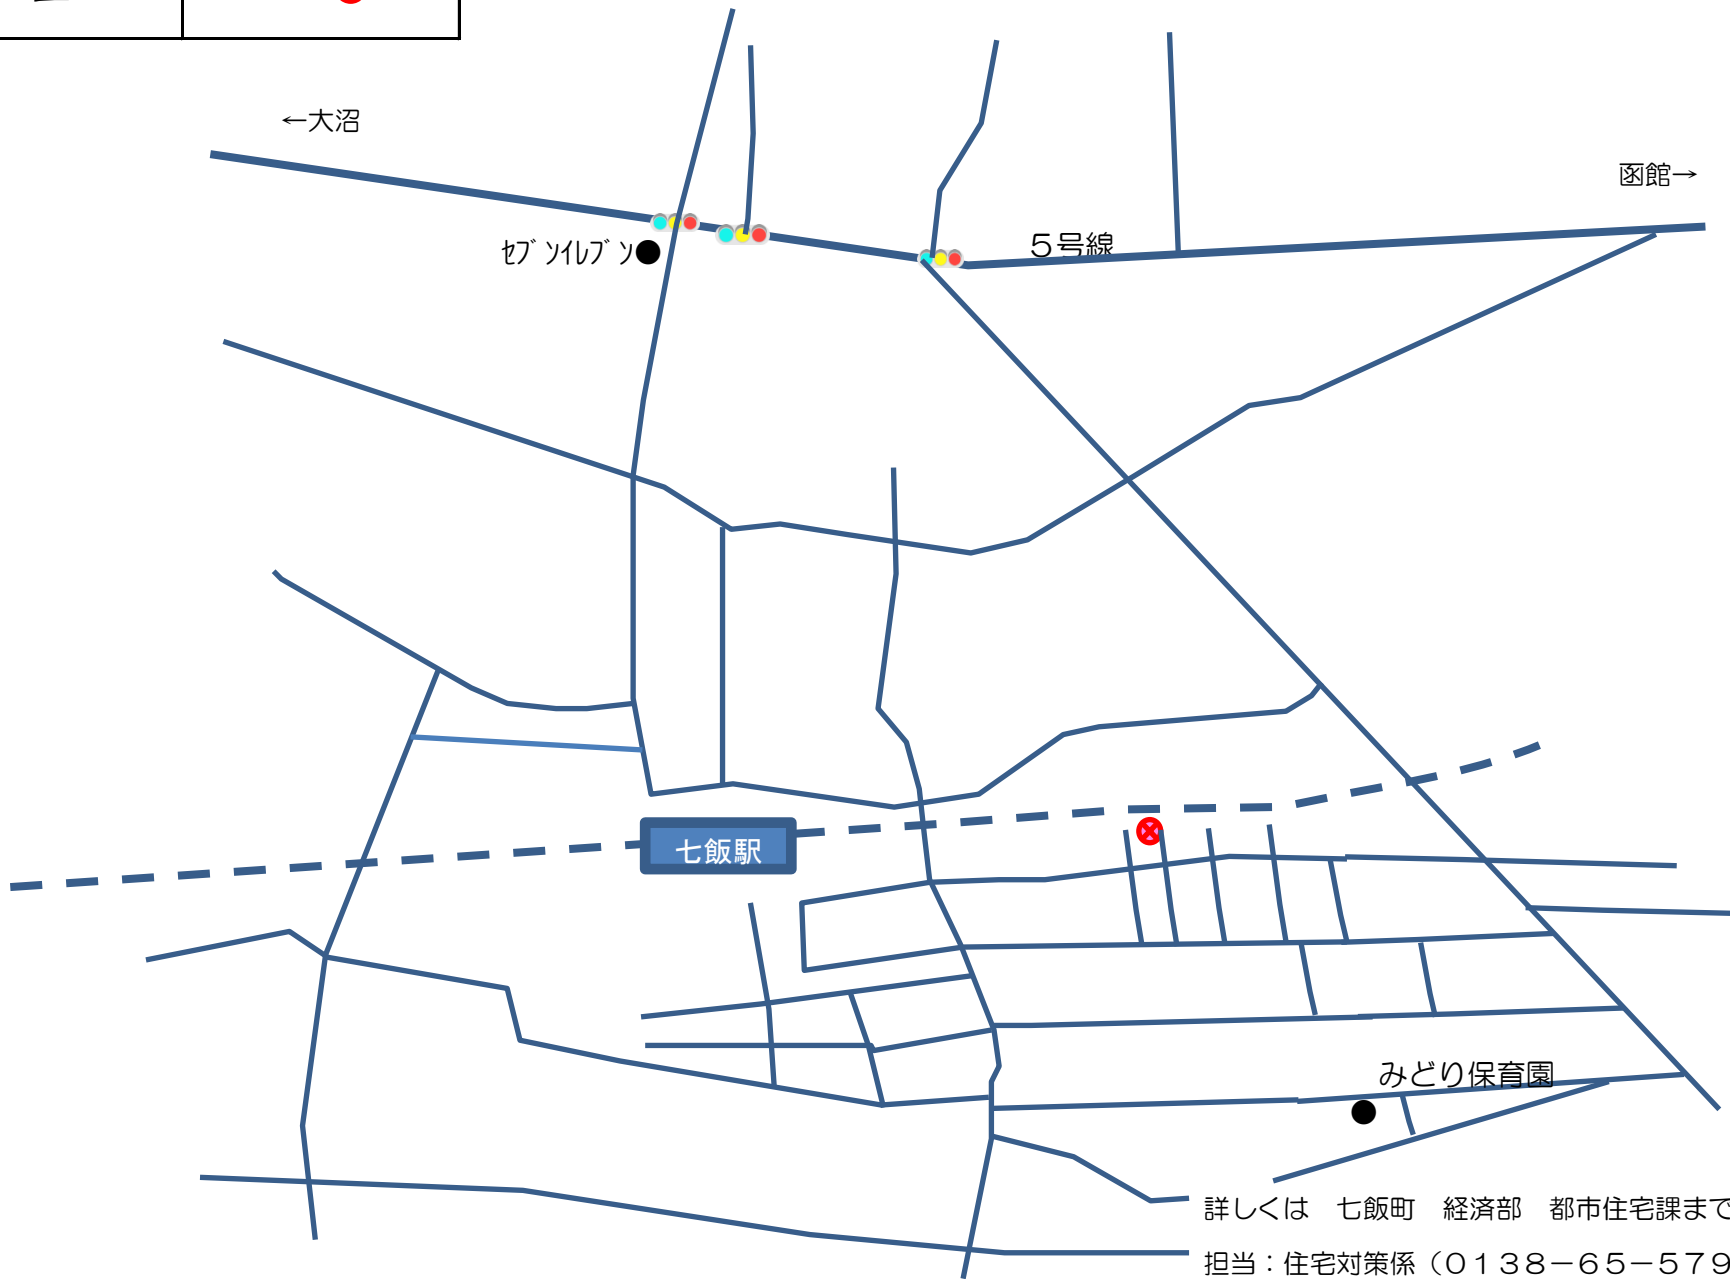 ←大沼
函館→
５号線
ｾﾌﾞﾝｲﾚﾌﾞﾝ
七飯駅
みどり保育園
詳しくは　七飯町　経済部　都市住宅課まで
担当：住宅対策係（０１３８－６５－５７９